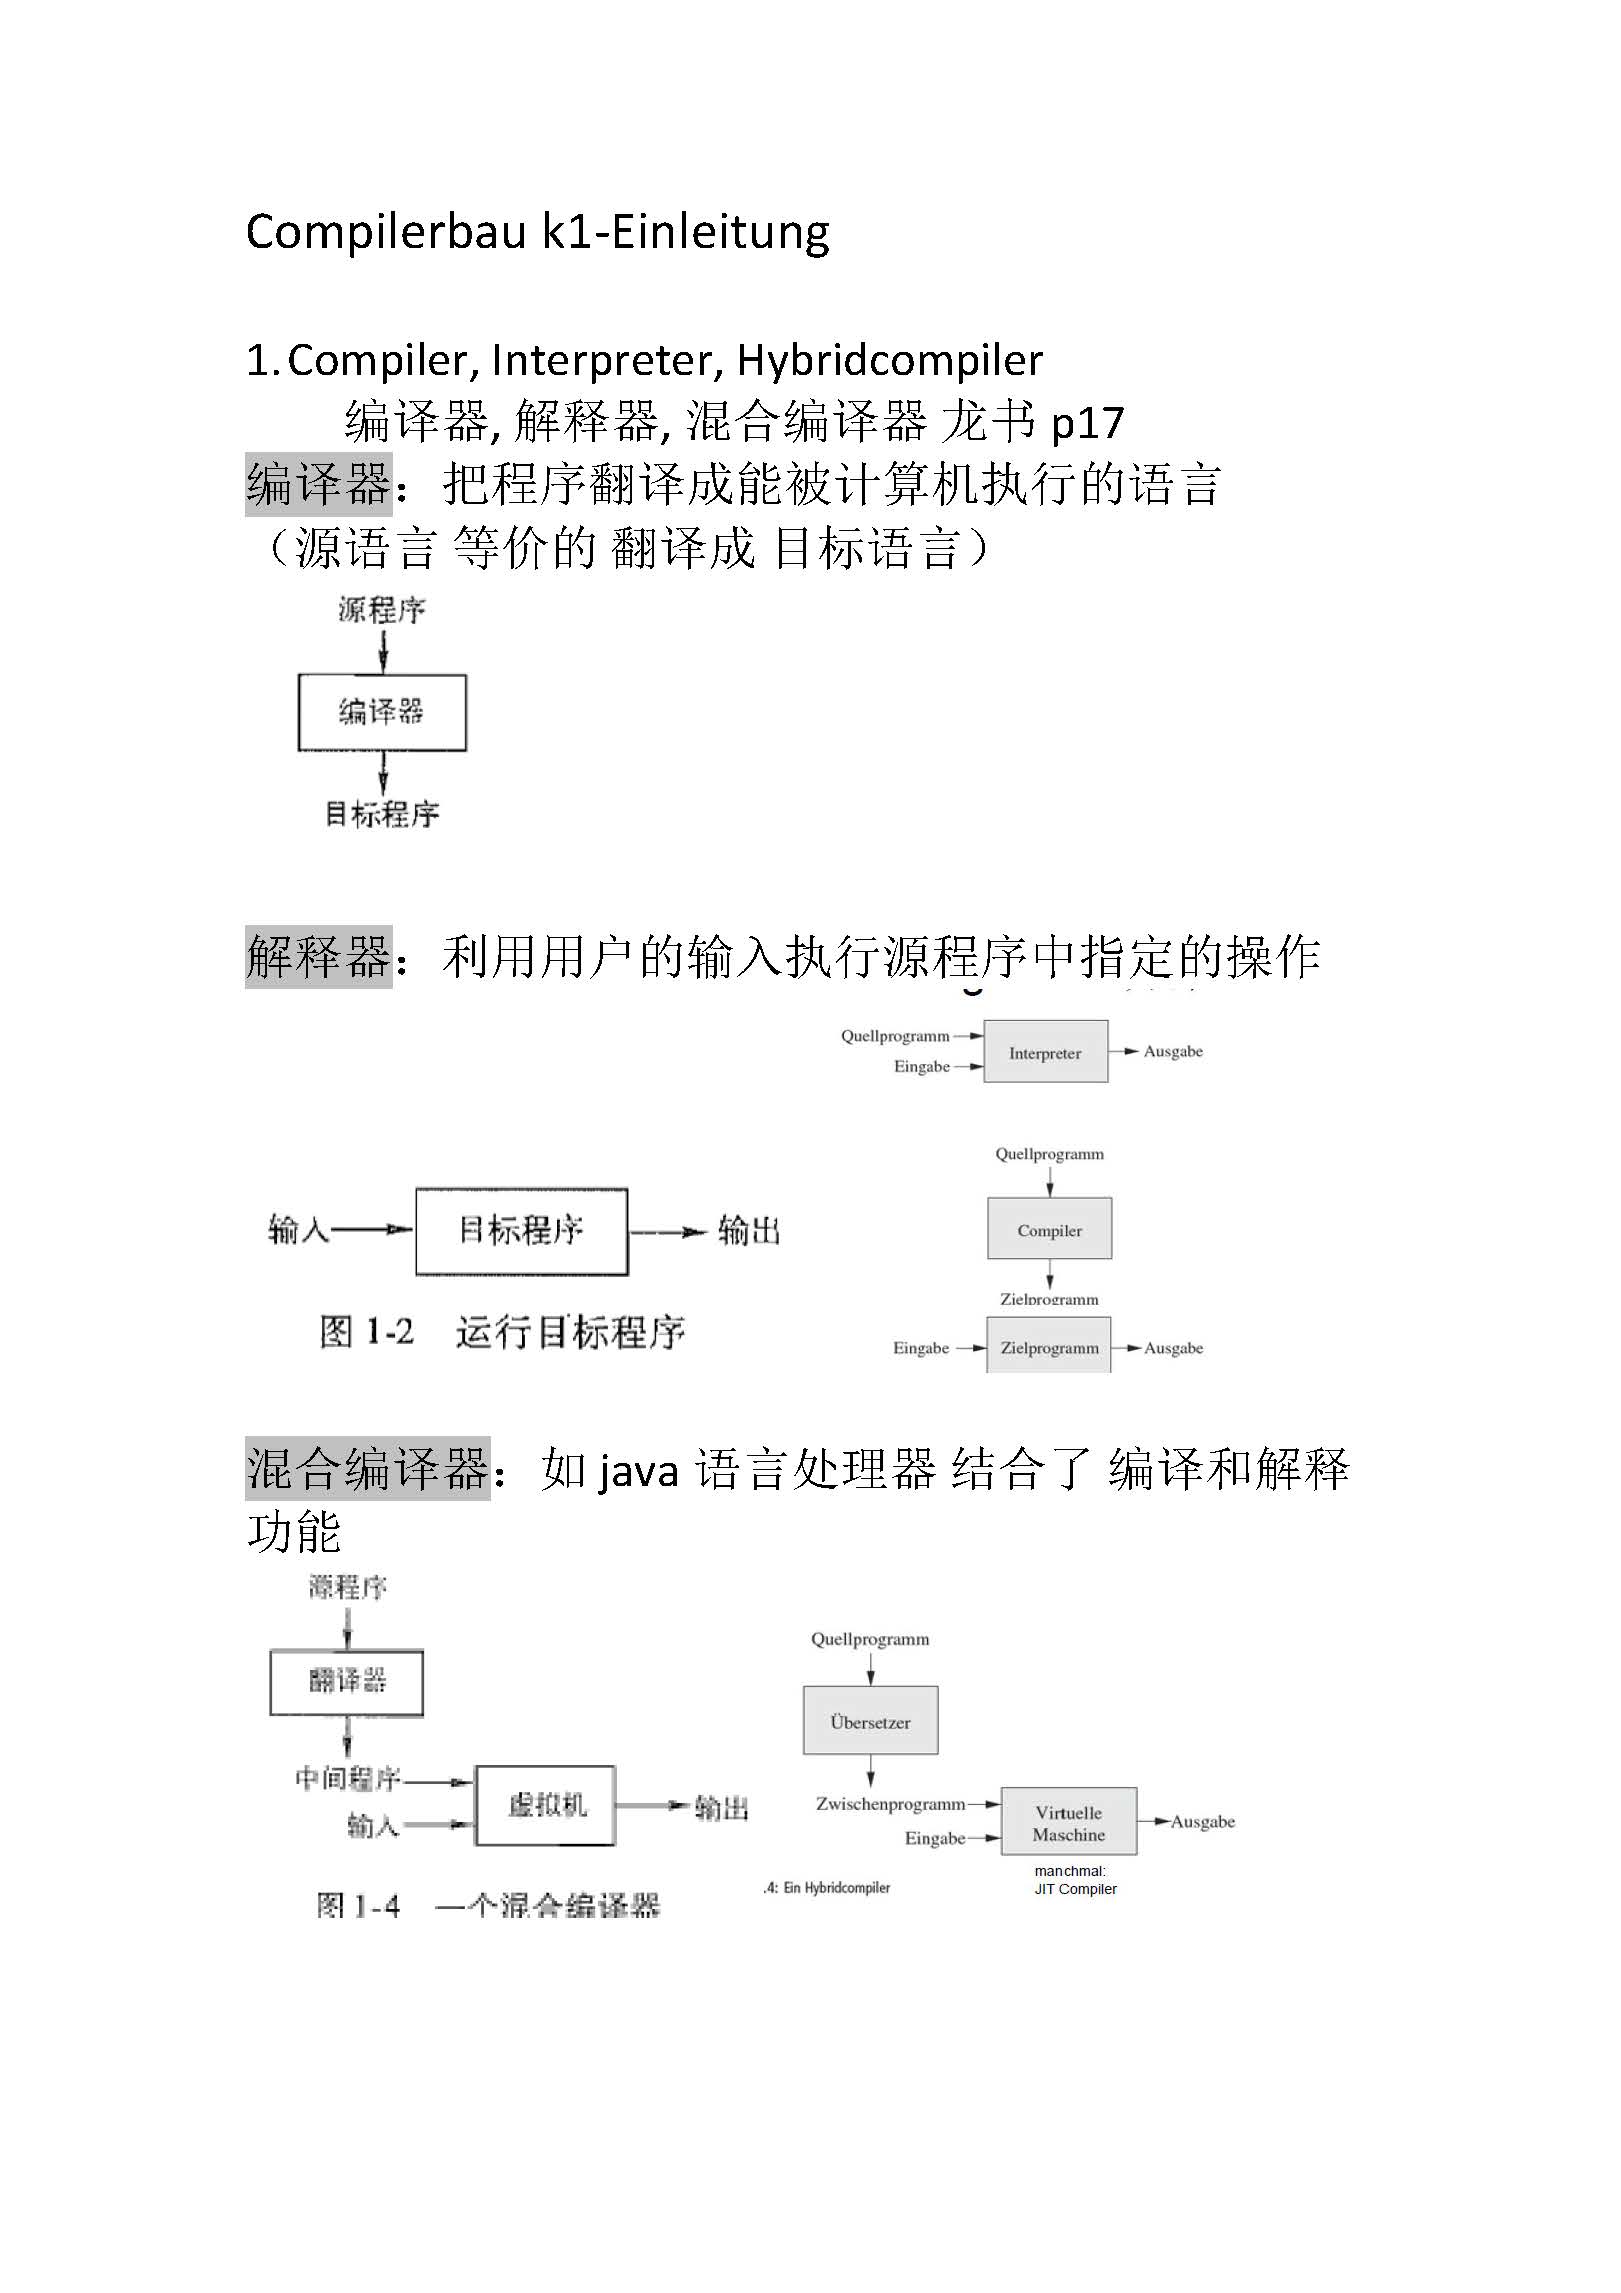 Compilerbau k1-Einleitung
1. Compiler, Interpreter, Hybridcompiler
编译器, 解释器, 混合编译器 龙书 p17
编译器：把程序翻译成能被计算机执行的语言
（源语言 等价的 翻译成 目标语言）
源程序
编译器
目标程序
解释器：利用用户的输入执行源程序中指定的操作
Quellprogramm
Eingabe
Interpreter
Ausgabe
输入
目标程序
输出
图 1-2 运行目标程序
Quellprogramm
Compiler
Zielprogramm
Eingabe
Zielprogramm
Ausgabe
混合编译器：如 java 语言处理器 结合了 编译和解释
功能
源程序
翻译器
中间程序
输入
虚拟机
输出
图 1-4 一个混合编译器
Quellprogramm
Übersetzer
Zwischenprogramm
Eingabe
Virtuelle
Maschine
Ausgabe
manchmal:
JIT Compiler
.4: Ein Hybridcompiler